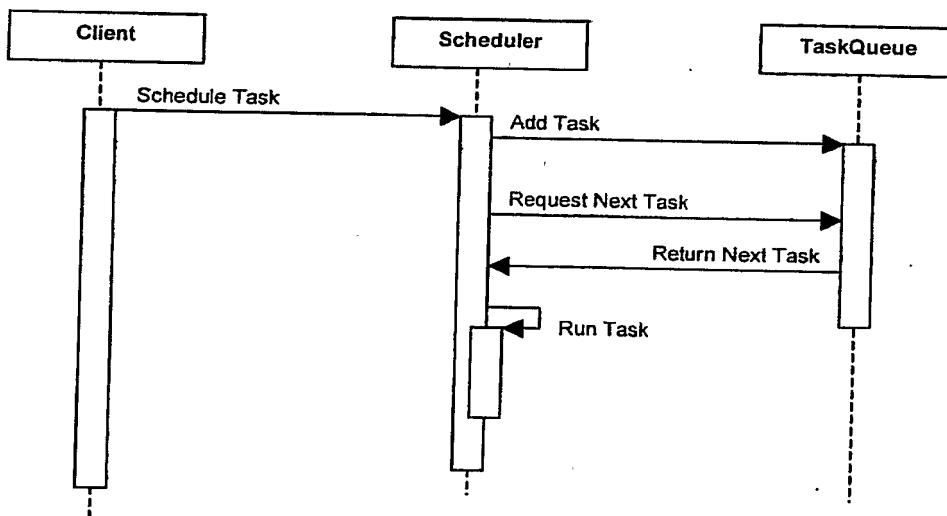 Client
Scheduler
TaskQueue
Schedule Task
Add Task
Request Next Task
Return Next Task
Run Task